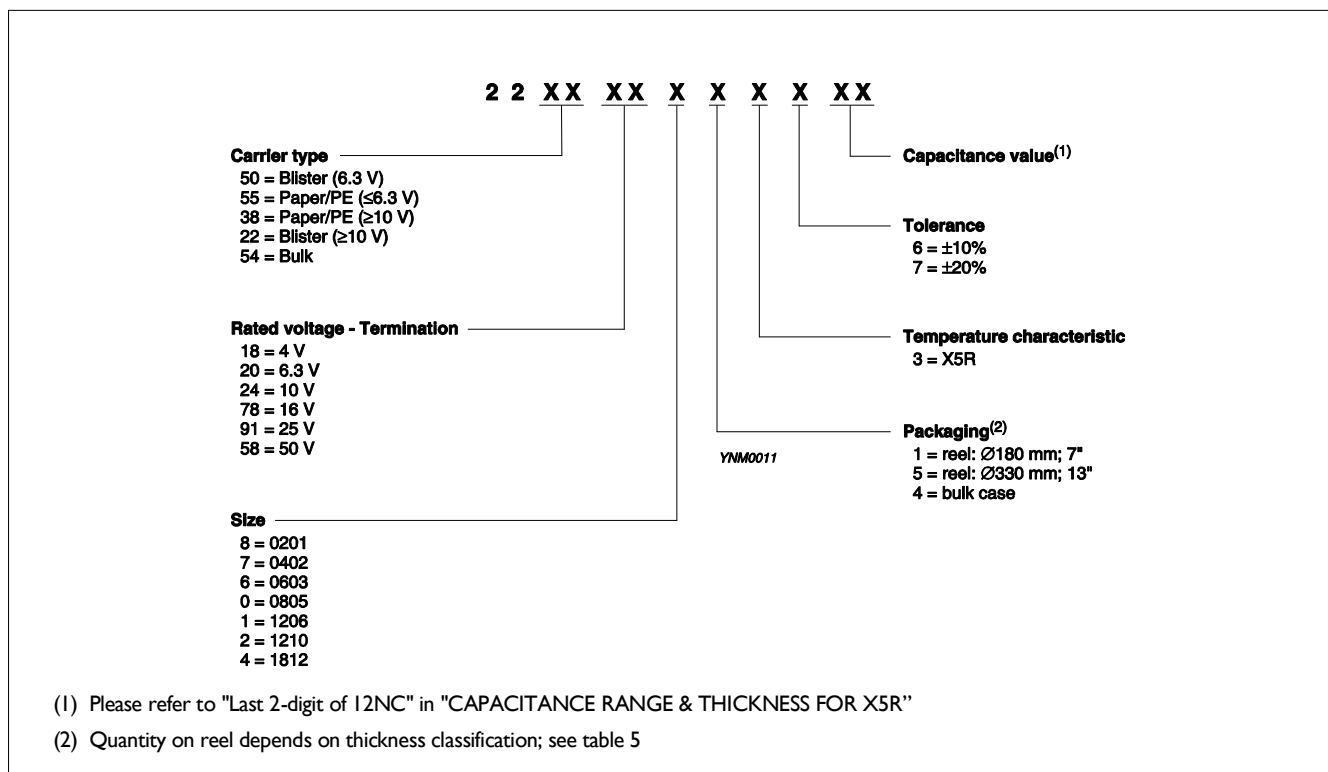 2 2 XX XX X X X X XX
Carrier type
50 = Blister (6.3 V)
55 = Paper/PE (≤6.3 V)
38 = Paper/PE (≥10 V)
22 = Blister (≥10 V)
54 = Bulk
Rated voltage - Termination
18 = 4 V
20 = 6.3 V
24 = 10 V
78 = 16 V
91 = 25 V
58 = 50 V
Size
8 = 0201
7 = 0402
6 = 0603
0 = 0805
1 = 1206
2 = 1210
4 = 1812
Capacitance value(1)
Tolerance
6 = ±10%
7 = ±20%
Temperature characteristic
3 = X5R
Packaging(2)
1 = reel: Ø180 mm; 7"
5 = reel: Ø330 mm; 13"
4 = bulk case
YNM0011
(1) Please refer to "Last 2-digit of 12NC" in "CAPACITANCE RANGE & THICKNESS FOR X5R”
(2) Quantity on reel depends on thickness classification; see table 5